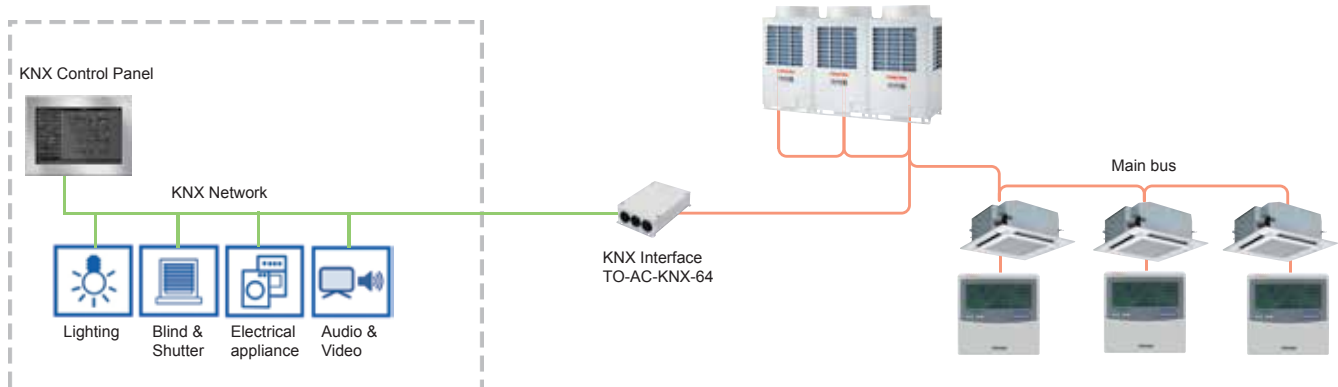 KNX Control Panel
KNX Network
Lighting
Blind &
Shutter
Electrical
appliance
Audio &
Video
KNX Interface
TO-AC-KNX-64
Main bus